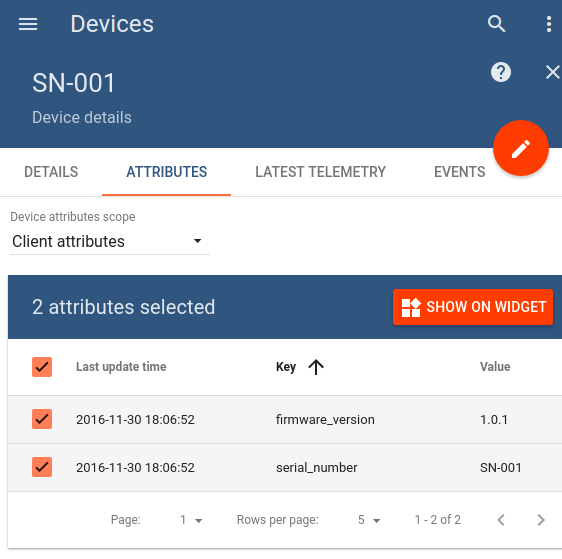 Devices
SN-001
Device details
DETAILS ATTRIBUTES LATEST TELEMETRY EVENTS
Device attributes scope
Client attributes
2 attributes selected SHOW ON WIDGET
Last update time Key Value
2016-11-30 18:06:52 firmware_version 1.0.1
2016-11-30 18:06:52 serial_number SN-001
Page: 1 Rows per page: 5 1 - 2 of 2